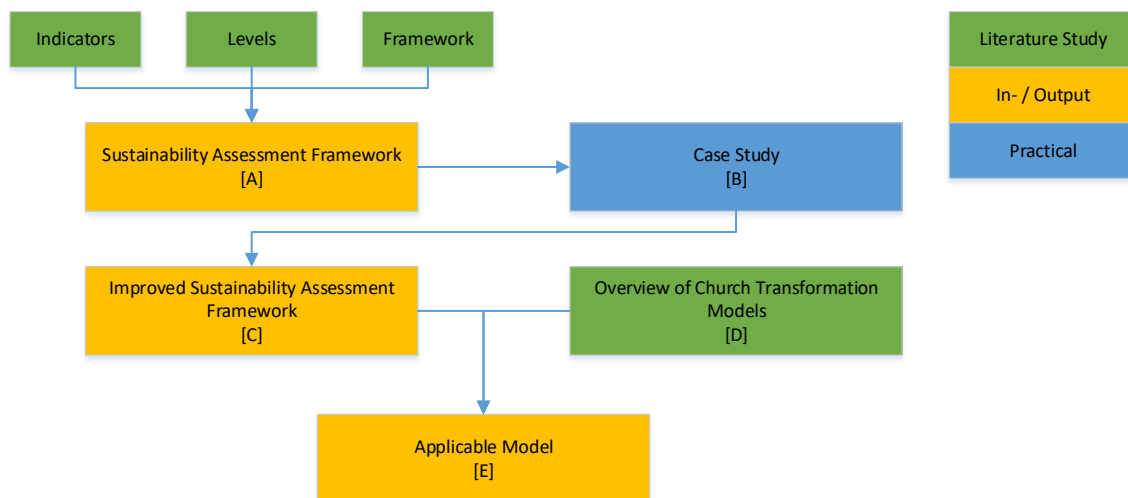 Indicators
Levels
Framework
Literature Study
In- / Output
Practical
Sustainability Assessment Framework
[A]
Case Study
[B]
Improved Sustainability Assessment
Framework
[C]
Overview of Church Transformation
Models
[D]
Applicable Model
[E]